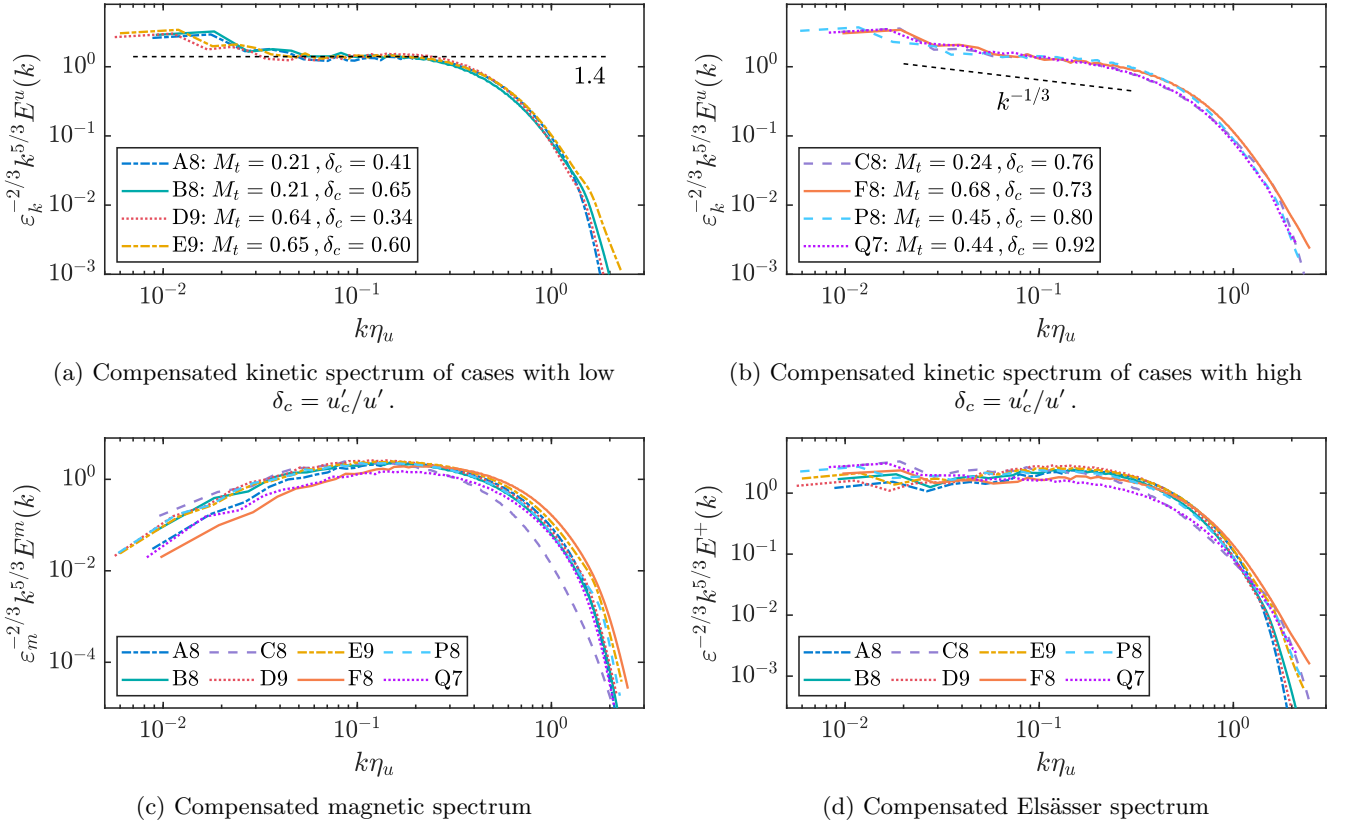 ε_k^{-2/3} k^{5/3} E^u(k)
10^0
10^{-1}
10^{-2}
10^{-3}
1.4
A8: M_t = 0.21, δ_c = 0.41
B8: M_t = 0.21, δ_c = 0.65
D9: M_t = 0.64, δ_c = 0.34
E9: M_t = 0.65, δ_c = 0.60
10^{-2} 10^{-1} 10^0
kη_u
(a) Compensated kinetic spectrum of cases with low
δ_c = u′_c/u′ .
ε_k^{-2/3} k^{5/3} E^u(k)
10^0
10^{-1}
10^{-2}
10^{-3}
k^{-1/3}
C8: M_t = 0.24, δ_c = 0.76
F8: M_t = 0.68, δ_c = 0.73
P8: M_t = 0.45, δ_c = 0.80
Q7: M_t = 0.44, δ_c = 0.92
10^{-2} 10^{-1} 10^0
kη_u
(b) Compensated kinetic spectrum of cases with high
δ_c = u′_c/u′ .
ε_m^{-2/3} k^{5/3} E^m(k)
10^0
10^{-2}
10^{-4}
A8 C8 E9 P8
B8 D9 F8 Q7
10^{-2} 10^{-1} 10^0
kη_u
(c) Compensated magnetic spectrum
ε^{-2/3} k^{5/3} E^+(k)
10^0
10^{-1}
10^{-2}
10^{-3}
A8 C8 E9 P8
B8 D9 F8 Q7
10^{-2} 10^{-1} 10^0
kη_u
(d) Compensated Elsässer spectrum